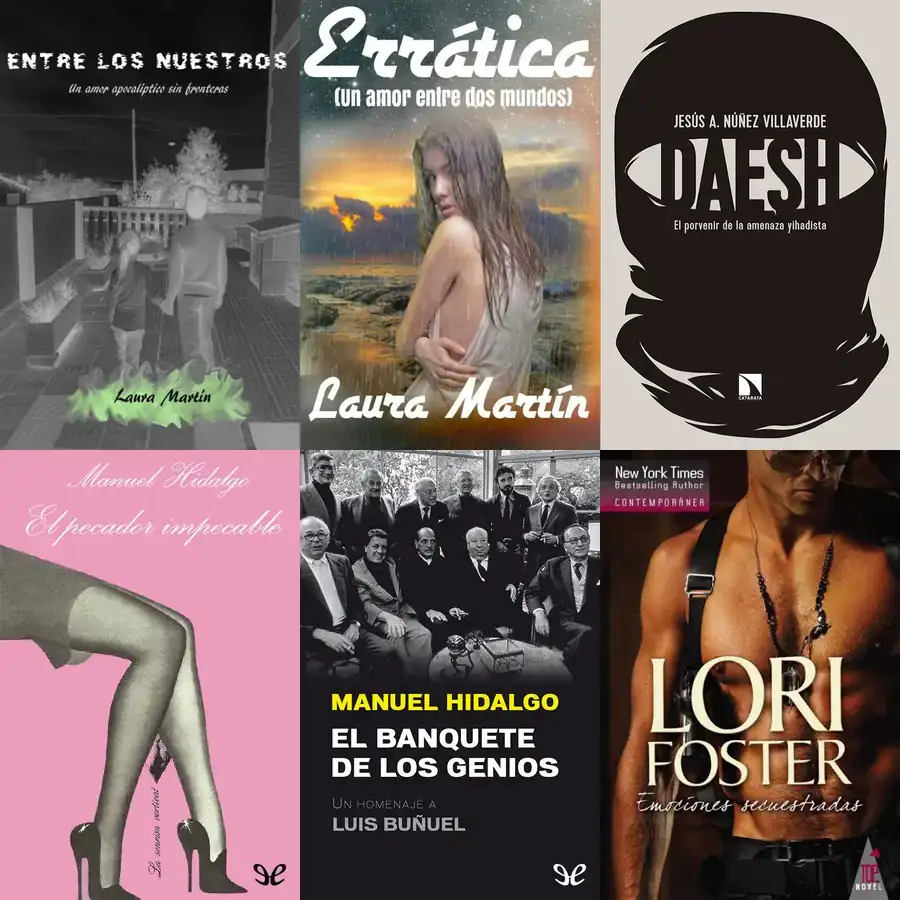 ENTRE LOS NUESTROS
Un amor apocalíptico sin fronteras
Laura Martín
Errática
(Un amor entre dos mundos)
Laura Martín
JESÚS A. NÚÑEZ VILLAVERDE
DAESH
El porvenir de la amenaza yihadista
CATARATA
Manuel Hidalgo
El pecador impecable
La sonrisa vertical
MANUEL HIDALGO
EL BANQUETE
DE LOS GENIOS
UN HOMENAJE A
LUIS BUÑUEL
New York Times
Bestselling Author
CONTEMPORÁNEA
LORI
FOSTER
Emociones secuestradas
TOP
NOVEL